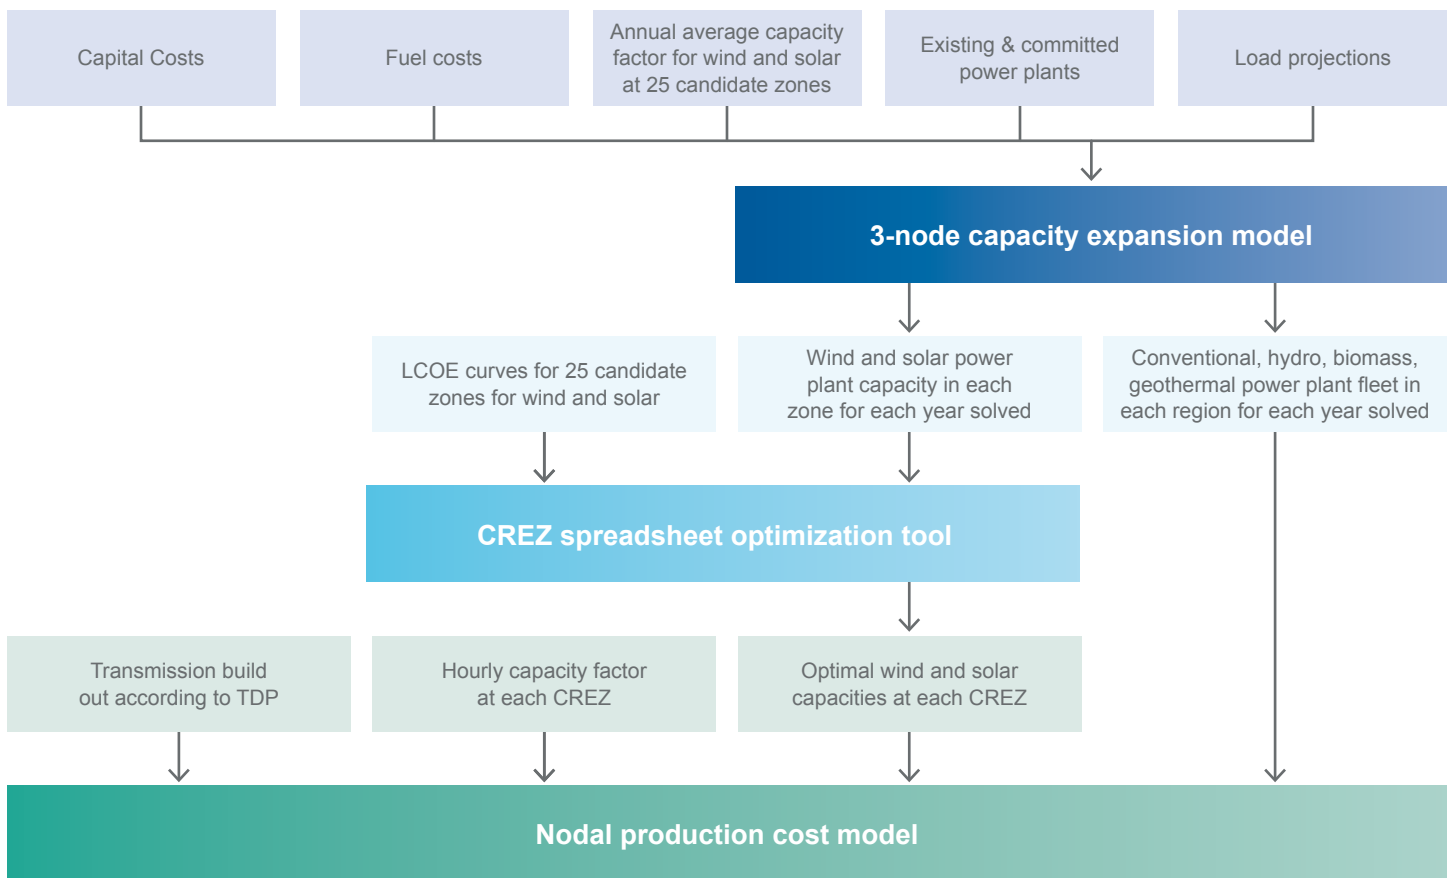 Capital Costs
Fuel costs
Annual average capacity
factor for wind and solar
at 25 candidate zones
Existing & committed
power plants
Load projections
3-node capacity expansion model
LCOE curves for 25 candidate
zones for wind and solar
Wind and solar power
plant capacity in each
zone for each year solved
Conventional, hydro, biomass,
geothermal power plant fleet in
each region for each year solved
CREZ spreadsheet optimization tool
Transmission build
out according to TDP
Hourly capacity factor
at each CREZ
Optimal wind and solar
capacities at each CREZ
Nodal production cost model